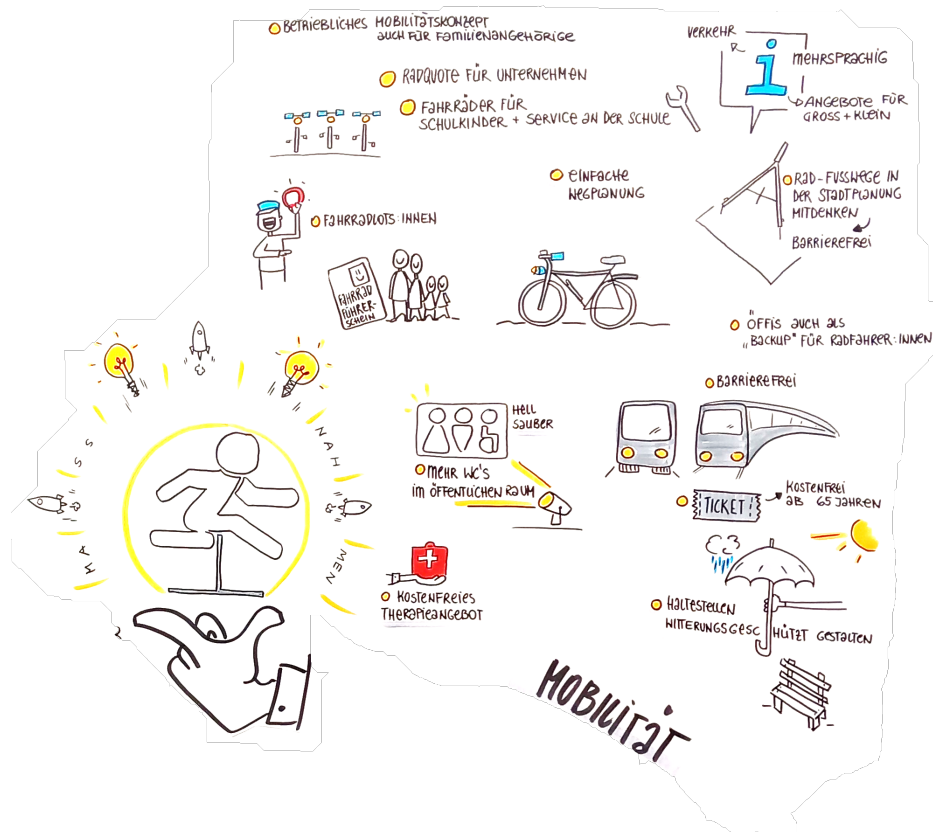 BETRIEBLICHES MOBILITÄTSKONZEPT
AUCH FÜR FAMILIENANGEHÖRIGE
RADQUOTE FÜR UNTERNEHMEN
FAHRRÄDER FÜR
SCHULKINDER + SERVICE AN DER SCHULE
VERKEHR
i
MEHRSPRACHIG
ANGEBOTE FÜR
GROSS + KLEIN
EINFACHE
WEGPLANUNG
RAD-FUSSWEGE IN
DER STADTPLANUNG
MITDENKEN
BARRIEREFREI
FAHRRADLOTS:INNEN
FAHRRAD
FÜHRER-
SCHEIN
ÖFFIS AUCH ALS
„BACKUP" FÜR RADFAHRER:INNEN
BARRIEREFREI
HELL
SAUBER
MEHR WC'S
IM ÖFFENTLICHEN RAUM
TICKET
KOSTENFREI
AB 65 JAHREN
MASSNAHMEN
KOSTENFREIES
THERAPIEANGEBOT
HALTESTELLEN
WITTERUNGSGESCHÜTZT GESTALTEN
MOBILITÄT